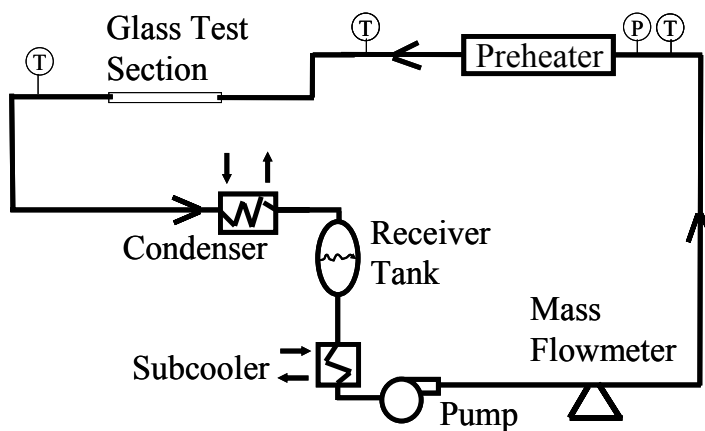 Glass Test
Section
T
T
P
T
Preheater
Condenser
Receiver
Tank
Mass
Flowmeter
Subcooler
Pump